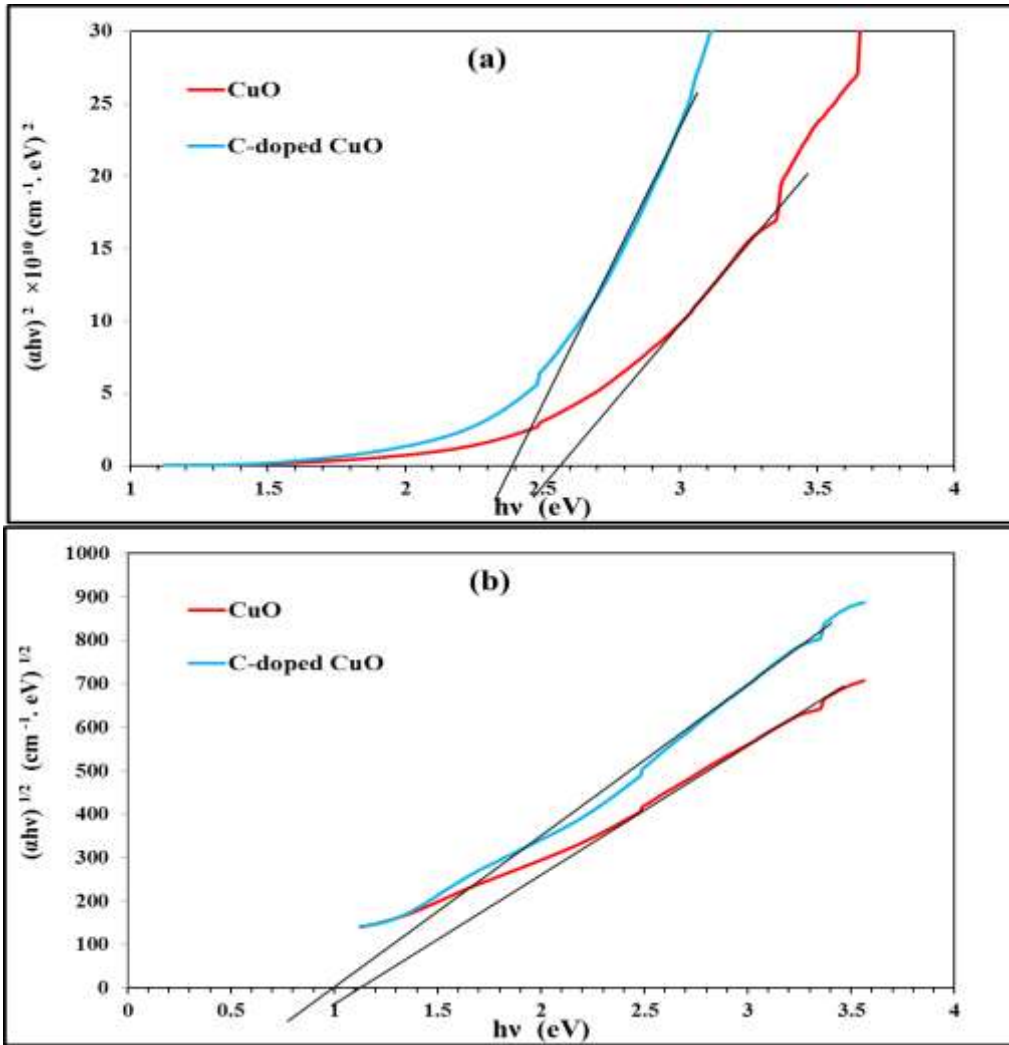 (a)
CuO
C-doped CuO
(αhν) ² ×10¹⁰ (cm ⁻¹. eV) ²
30
25
20
15
10
5
0
1 1.5 2 2.5 3 3.5 4
hν (eV)
(b)
CuO
C-doped CuO
(αhν) ¹/² (cm ⁻¹. eV) ¹/²
1000
900
800
700
600
500
400
300
200
100
0
0 0.5 1 1.5 2 2.5 3 3.5 4
hν (eV)